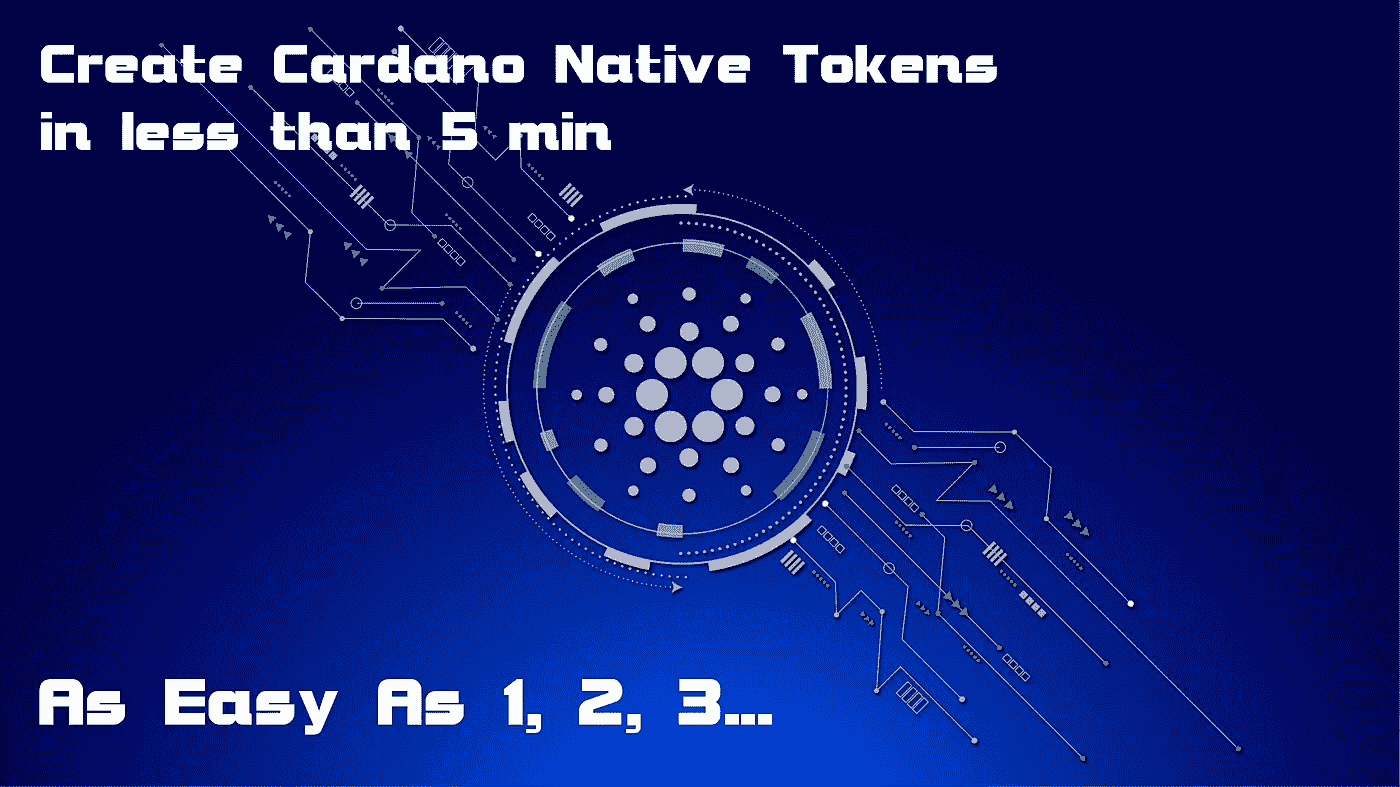 Create Cardano Native Tokens
in less than 5 min
As Easy As 1, 2, 3...